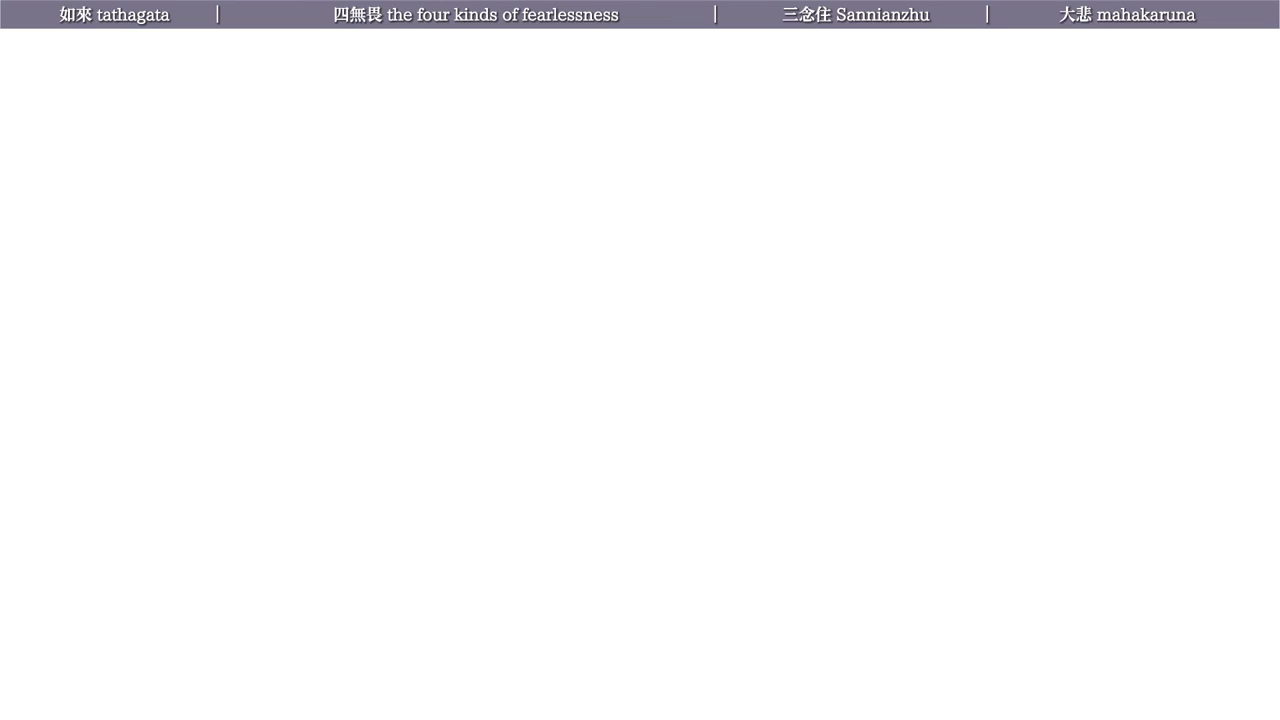 如來 tathagata | 四無畏 the four kinds of fearlessness | 三念住 Sannianzhu | 大悲 mahakaruna